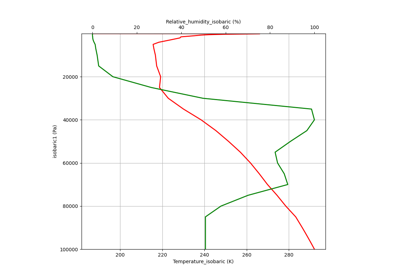 Relative_humidity_isobaric (%)
0 20 40 60 80 100
isobaric1 (Pa)
20000
40000
60000
80000
100000
200 220 240 260 280
Temperature_isobaric (K)